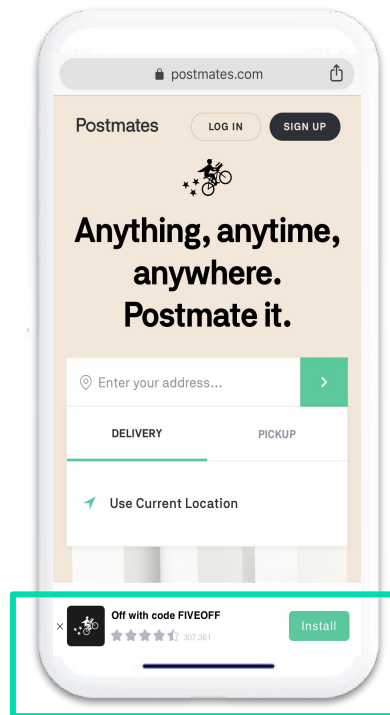 postmates.com
Postmates
LOG IN
SIGN UP
Anything, anytime,
anywhere.
Postmate it.
Enter your address...
DELIVERY
PICKUP
Use Current Location
× Off with code FIVEOFF
307,361
Install